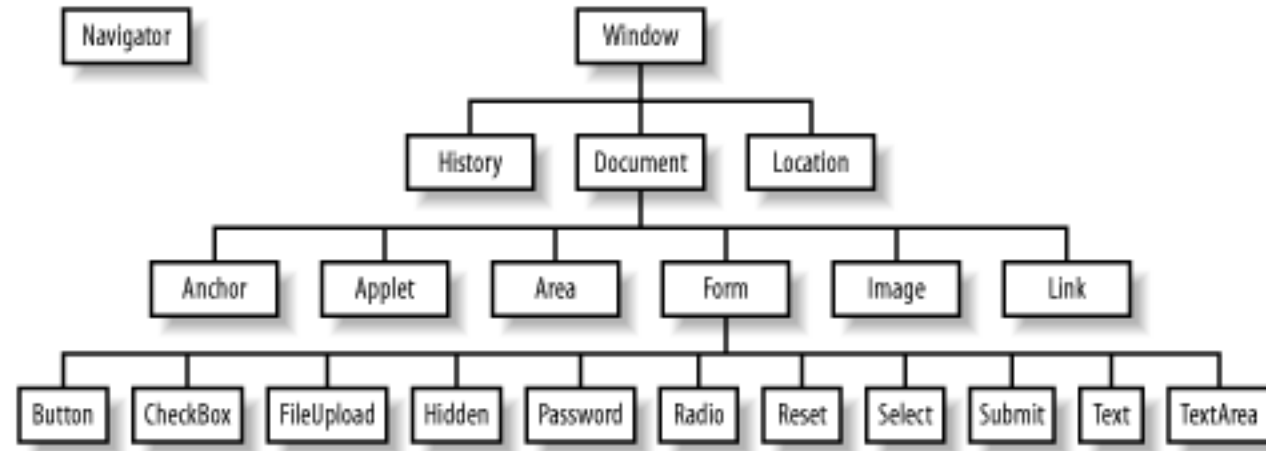 Navigator Window
History Document Location
Anchor Applet Area Form Image Link
Button CheckBox FileUpload Hidden Password Radio Reset Select Submit Text TextArea